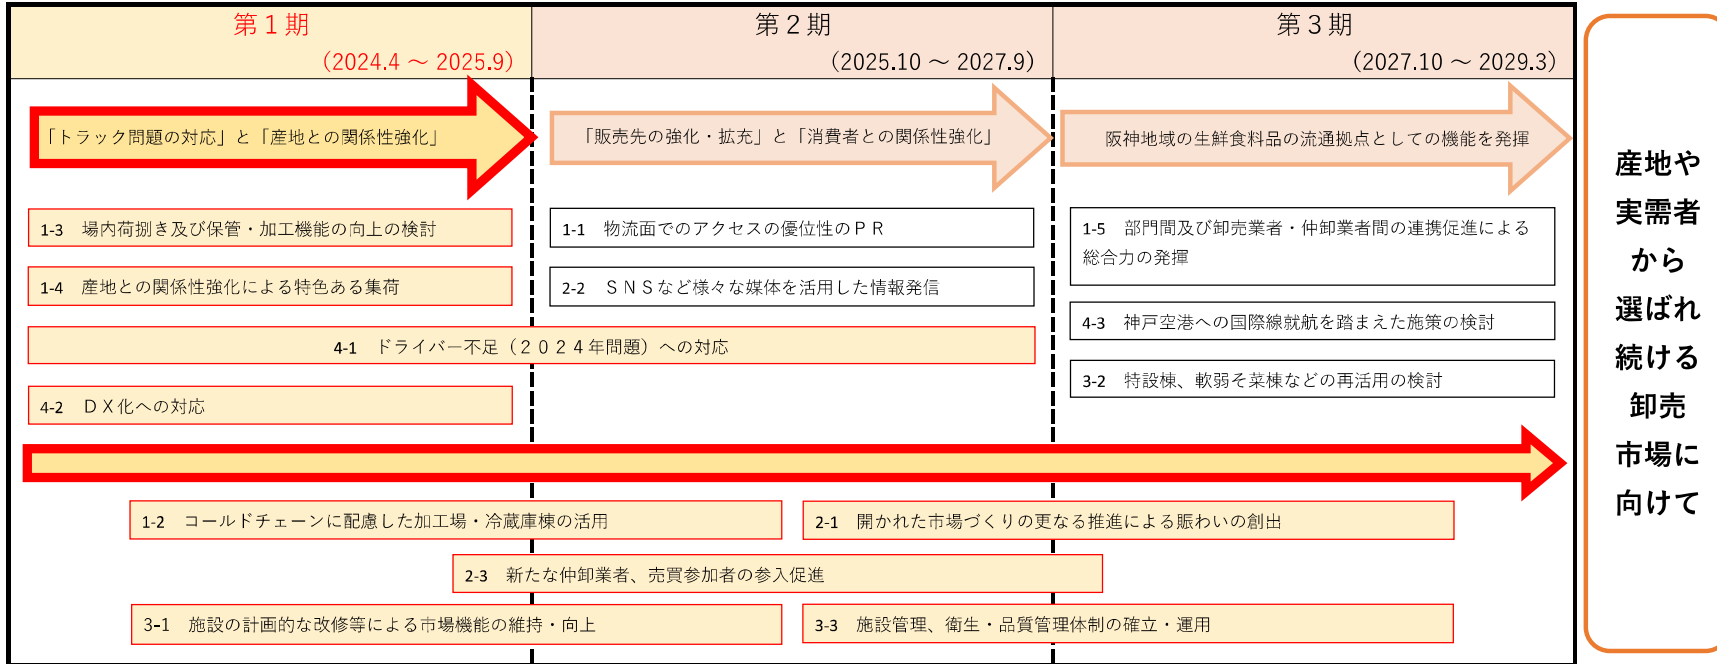 第１期
(2024.4 ～ 2025.9)
第２期
(2025.10 ～ 2027.9)
第３期
(2027.10 ～ 2029.3)
「トラック問題の対応」と「産地との関係性強化」
「販売先の強化・拡充」と「消費者との関係性強化」
阪神地域の生鮮食料品の流通拠点としての機能を発揮
1-3 場内荷捌き及び保管・加工機能の向上の検討
1-4 産地との関係性強化による特色ある集荷
1-1 物流面でのアクセスの優位性のＰＲ
2-2 ＳＮＳなど様々な媒体を活用した情報発信
4-1 ドライバー不足（２０２４年問題）への対応
4-2 ＤＸ化への対応
1-5 部門間及び卸売業者・仲卸業者間の連携促進による
総合力の発揮
4-3 神戸空港への国際線就航を踏まえた施策の検討
3-2 特設棟、軟弱そ菜棟などの再活用の検討
1-2 コールドチェーンに配慮した加工場・冷蔵庫棟の活用
2-1 開かれた市場づくりの更なる推進による賑わいの創出
2-3 新たな仲卸業者、売買参加者の参入促進
3-1 施設の計画的な改修等による市場機能の維持・向上
3-3 施設管理、衛生・品質管理体制の確立・運用
産地や
実需者
から
選ばれ
続ける
卸売
市場に
向けて